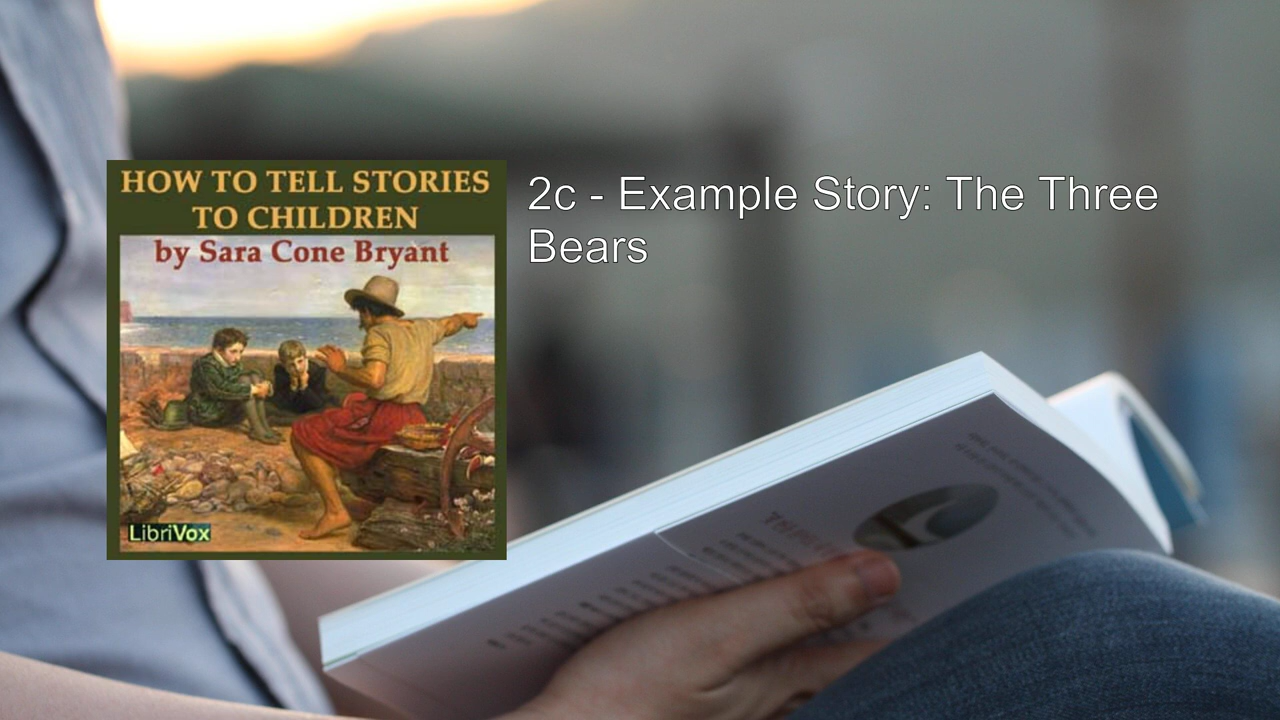 HOW TO TELL STORIES
TO CHILDREN
by Sara Cone Bryant
LibriVox
2c - Example Story: The Three
Bears